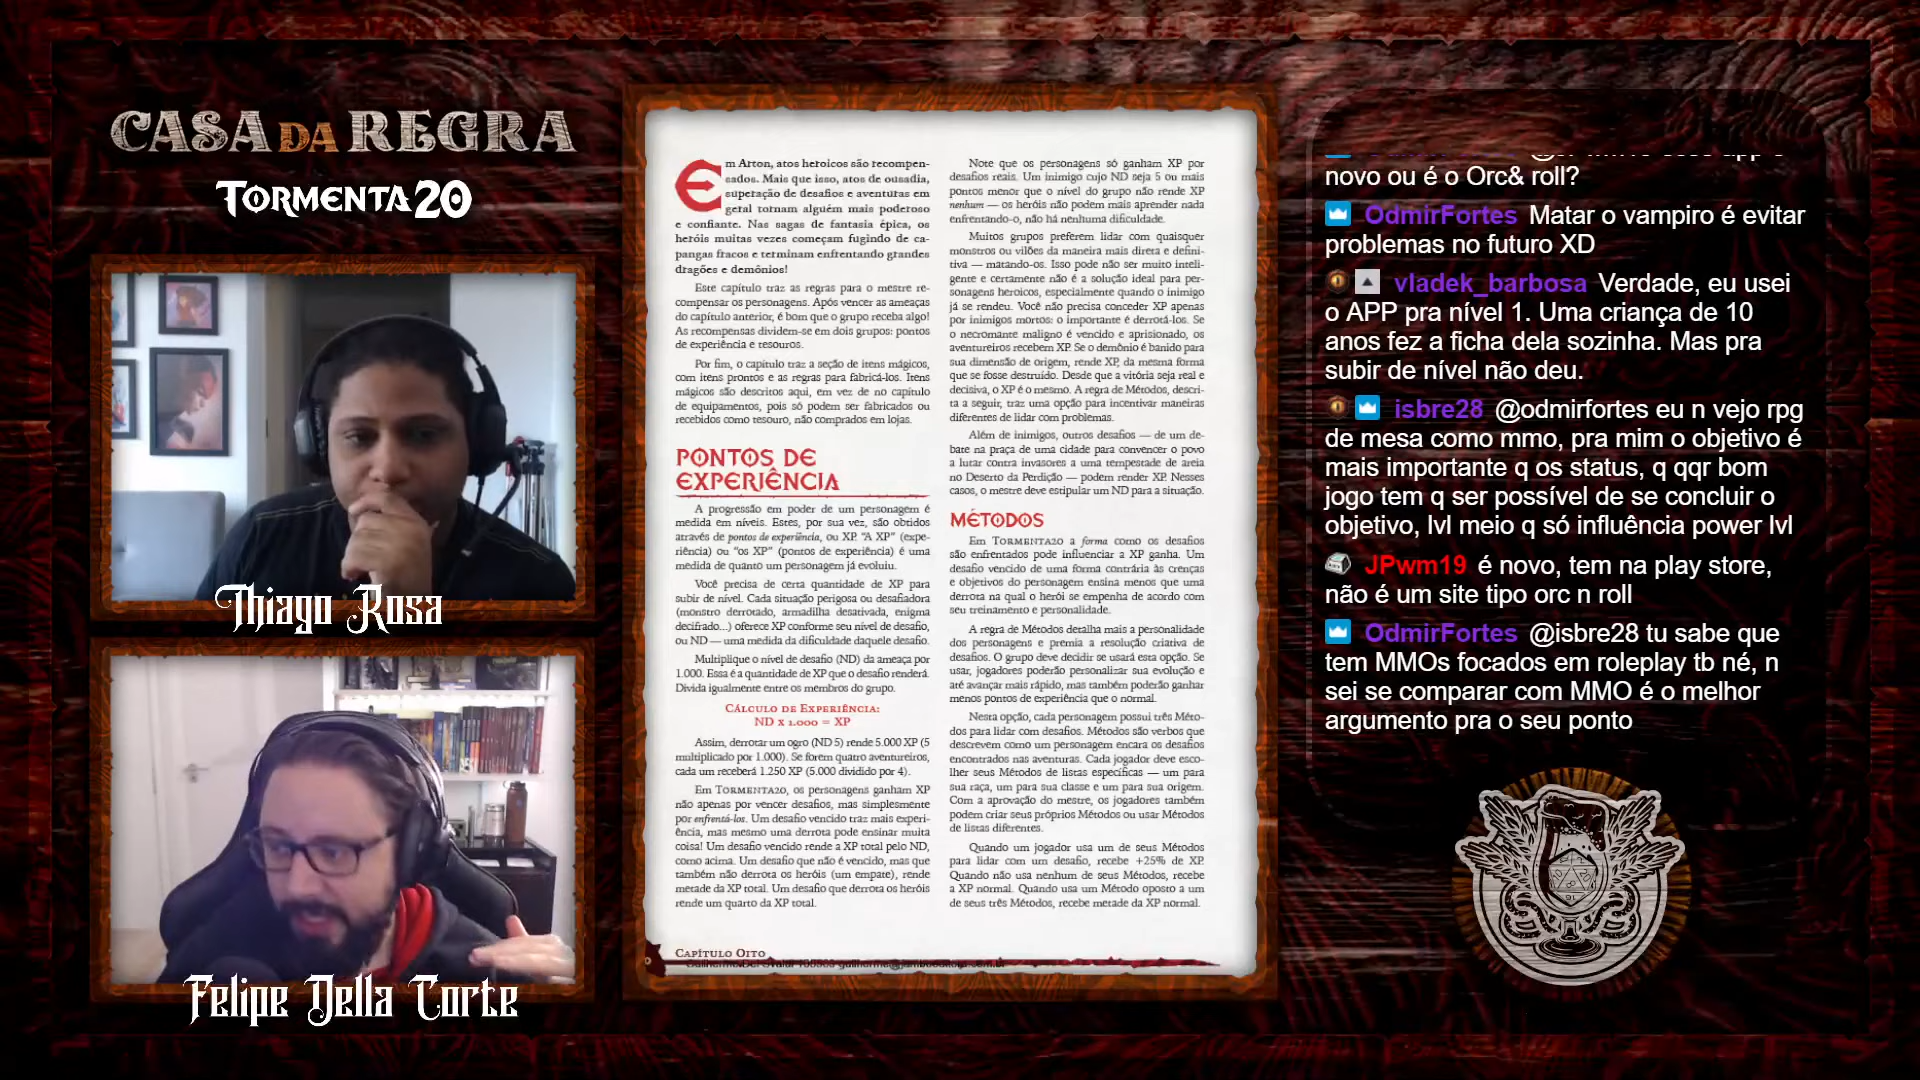 CASA DA REGRA
TORMENTA20
Thiago Rosa
Felipe Della Corte
Em Arton, atos heroicos são recompen-
sados. Mais que isso, atos de ousadia,
superação de desafios e aventuras em
geral tornam alguém mais poderoso
e confiante. Nas sagas de fantasia épica, os
heróis muitas vezes começam fugindo de ca-
pangas fracos e terminam enfrentando grandes
dragões e demônios!
Este capítulo traz as regras para o mestre re-
compensar os personagens. Após vencer as ameaças
do capítulo anterior, é bom que o grupo receba algo!
As recompensas dividem-se em dois grupos: pontos
de experiência e tesouros.
Por fim, o capítulo traz a seção de itens mágicos,
com itens prontos e as regras para fabricá-los. Itens
mágicos são descritos aqui, em vez de no capítulo
de equipamentos, pois só podem ser fabricados ou
recebidos como tesouro, não comprados em lojas.
PONTOS DE
EXPERIÊNCIA
A progressão em poder de um personagem é
medida em níveis. Estes, por sua vez, são obtidos
através de pontos de experiência, ou XP. "A XP" (expe-
riência) ou "os XP" (pontos de experiência) é uma
medida de quanto um personagem já evoluiu.
Você precisa de certa quantidade de XP para
subir de nível. Cada situação perigosa ou desafiadora
(monstro derrotado, armadilha desativada, enigma
decifrado...) oferece XP conforme seu nível de desafio,
ou ND — uma medida da dificuldade daquele desafio.
Multiplique o nível de desafio (ND) da ameaça por
1.000. Essa é a quantidade de XP que o desafio renderá.
Divida igualmente entre os membros do grupo.
CÁLCULO DE EXPERIÊNCIA:
ND X 1.000 = XP
Assim, derrotar um ogro (ND 5) rende 5.000 XP (5
multiplicado por 1.000). Se forem quatro aventureiros,
cada um receberá 1.250 XP (5.000 dividido por 4).
Em TORMENTA20, os personagens ganham XP
não apenas por vencer desafios, mas simplesmente
por enfrentá-los. Um desafio vencido traz mais experi-
ência, mas mesmo uma derrota pode ensinar muita
coisa! Um desafio vencido rende a XP total pelo ND,
como acima. Um desafio que não é vencido, mas que
também não derrota os heróis (um empate), rende
metade da XP total. Um desafio que derrota os heróis
rende um quarto da XP total.
CAPÍTULO OITO
Note que os personagens só ganham XP por
desafios reais. Um inimigo cujo ND seja 5 ou mais
pontos menor que o nível do grupo não rende XP
nenhum — os heróis não podem mais aprender nada
enfrentando-o, não há nenhuma dificuldade.
Muitos grupos preferem lidar com quaisquer
monstros ou vilões da maneira mais direta e defini-
tiva — matando-os. Isso pode não ser muito inteli-
gente e certamente não é a solução ideal para per-
sonagens heroicos, especialmente quando o inimigo
já se rendeu. Você não precisa conceder XP apenas
por inimigos mortos: o importante é derrotá-los. Se
o necromante maligno é vencido e aprisionado, os
aventureiros recebem XP. Se o demônio é banido para
sua dimensão de origem, rende XP, da mesma forma
que se fosse destruído. Desde que a vitória seja real e
decisiva, o XP é o mesmo. A regra de Métodos, descri-
ta a seguir, traz uma opção para incentivar maneiras
diferentes de lidar com problemas.
Além de inimigos, outros desafios — de um de-
bate na praça de uma cidade para convencer o povo
a lutar contra invasores a uma tempestade de areia
no Deserto da Perdição — podem render XP. Nesses
casos, o mestre deve estipular um ND para a situação.
MÉTODOS
Em TORMENTA20 a forma como os desafios
são enfrentados pode influenciar a XP ganha. Um
desafio vencido de uma forma contrária às crenças
e objetivos do personagem ensina menos que uma
derrota na qual o herói se empenha de acordo com
seu treinamento e personalidade.
A regra de Métodos detalha mais a personalidade
dos personagens e premia a resolução criativa de
desafios. O grupo deve decidir se usará esta opção. Se
usar, jogadores poderão personalizar sua evolução e
até avançar mais rápido, mas também poderão ganhar
menos pontos de experiência que o normal.
Nesta opção, cada personagem possui três Méto-
dos para lidar com desafios. Métodos são verbos que
descrevem como um personagem encara os desafios
encontrados nas aventuras. Cada jogador deve esco-
lher seus Métodos de listas específicas — um para
sua raça, um para sua classe e um para sua origem.
Com a aprovação do mestre, os jogadores também
podem criar seus próprios Métodos ou usar Métodos
de listas diferentes.
Quando um jogador usa um de seus Métodos
para lidar com um desafio, recebe +25% de XP.
Quando não usa nenhum de seus Métodos, recebe
a XP normal. Quando usa um Método oposto a um
de seus três Métodos, recebe metade da XP normal.
novo ou é o Orc& roll?
OdmirFortes Matar o vampiro é evitar
problemas no futuro XD
vladek_barbosa Verdade, eu usei
o APP pra nível 1. Uma criança de 10
anos fez a ficha dela sozinha. Mas pra
subir de nível não deu.
isbre28 @odmirfortes eu n vejo rpg
de mesa como mmo, pra mim o objetivo é
mais importante q os status, q qqr bom
jogo tem q ser possível de se concluir o
objetivo, lvl meio q só influência power lvl
JPwm19 é novo, tem na play store,
não é um site tipo orc n roll
OdmirFortes @isbre28 tu sabe que
tem MMOs focados em roleplay tb né, n
sei se comparar com MMO é o melhor
argumento pra o seu ponto